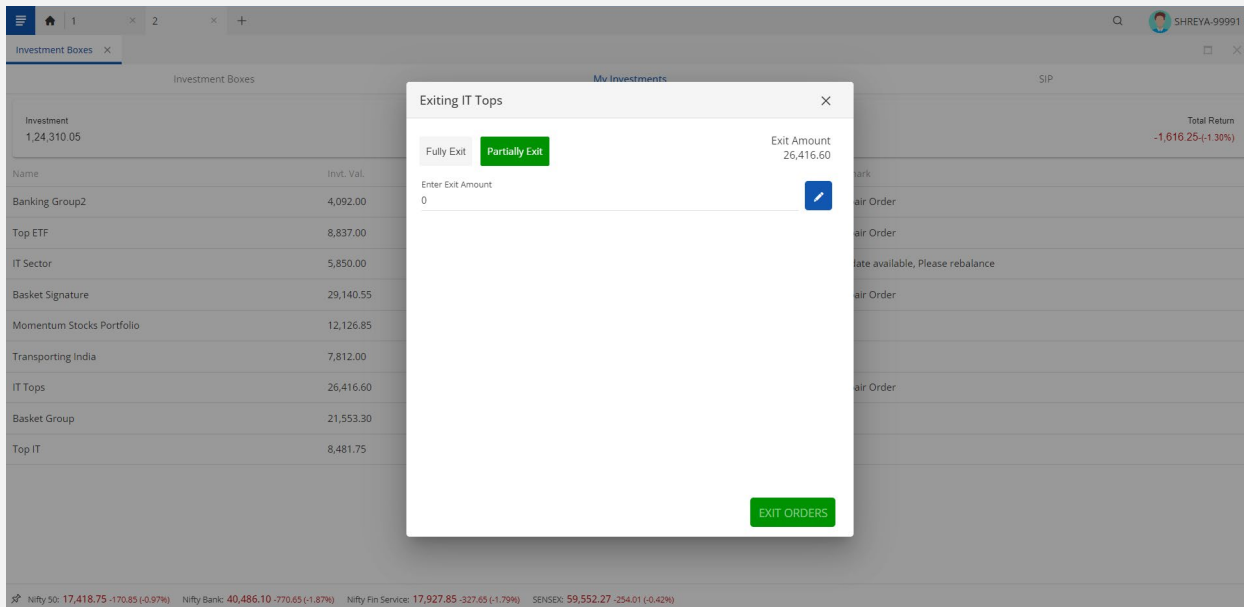 1 × 2 × + SHREYA-99991
Investment Boxes ×
Investment Boxes My Investments SIP
Exiting IT Tops
Investment
1,24,310.05
Total Return
-1,616.25-(-1.30%)
Fully Exit Partially Exit
Exit Amount
26,416.60
Enter Exit Amount
0
Name Invt. Val. ark
Banking Group2 4,092.00 air Order
Top ETF 8,837.00 air Order
IT Sector 5,850.00 late available, Please rebalance
Basket Signature 29,140.55 air Order
Momentum Stocks Portfolio 12,126.85
Transporting India 7,812.00
IT Tops 26,416.60 air Order
Basket Group 21,553.30
Top IT 8,481.75
EXIT ORDERS
Nifty 50: 17,418.75 -170.85 (-0.97%) Nifty Bank: 40,486.10 -770.65 (-1.87%) Nifty Fin Service: 17,927.85 -327.65 (-1.79%) SENSEX: 59,552.27 -254.01 (-0.42%)